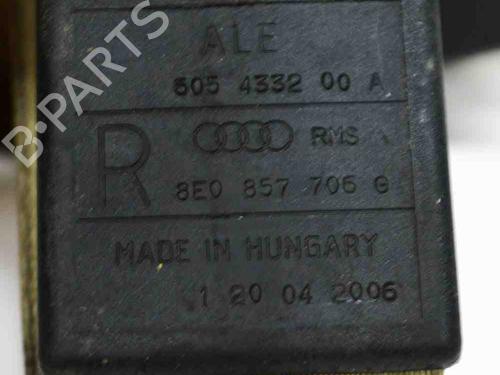 ALE
605 4332 00 A
R RMS
8E0 857 706 G
MADE IN HUNGARY
1 20 04 2006
B-PARTS